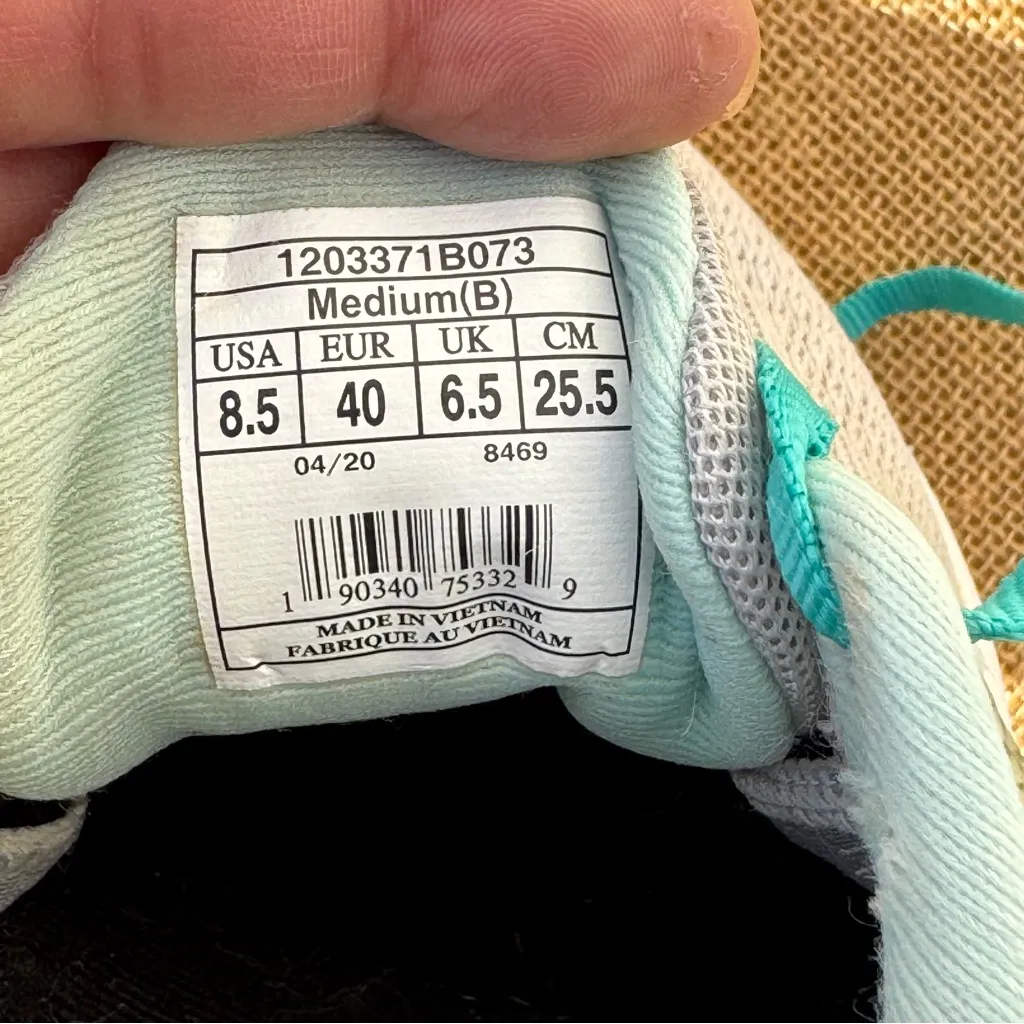 1203371B073
Medium(B)
USA EUR UK CM
8.5 40 6.5 25.5
04/20 8469
1 90340 75332 9
MADE IN VIETNAM
FABRIQUE AU VIETNAM